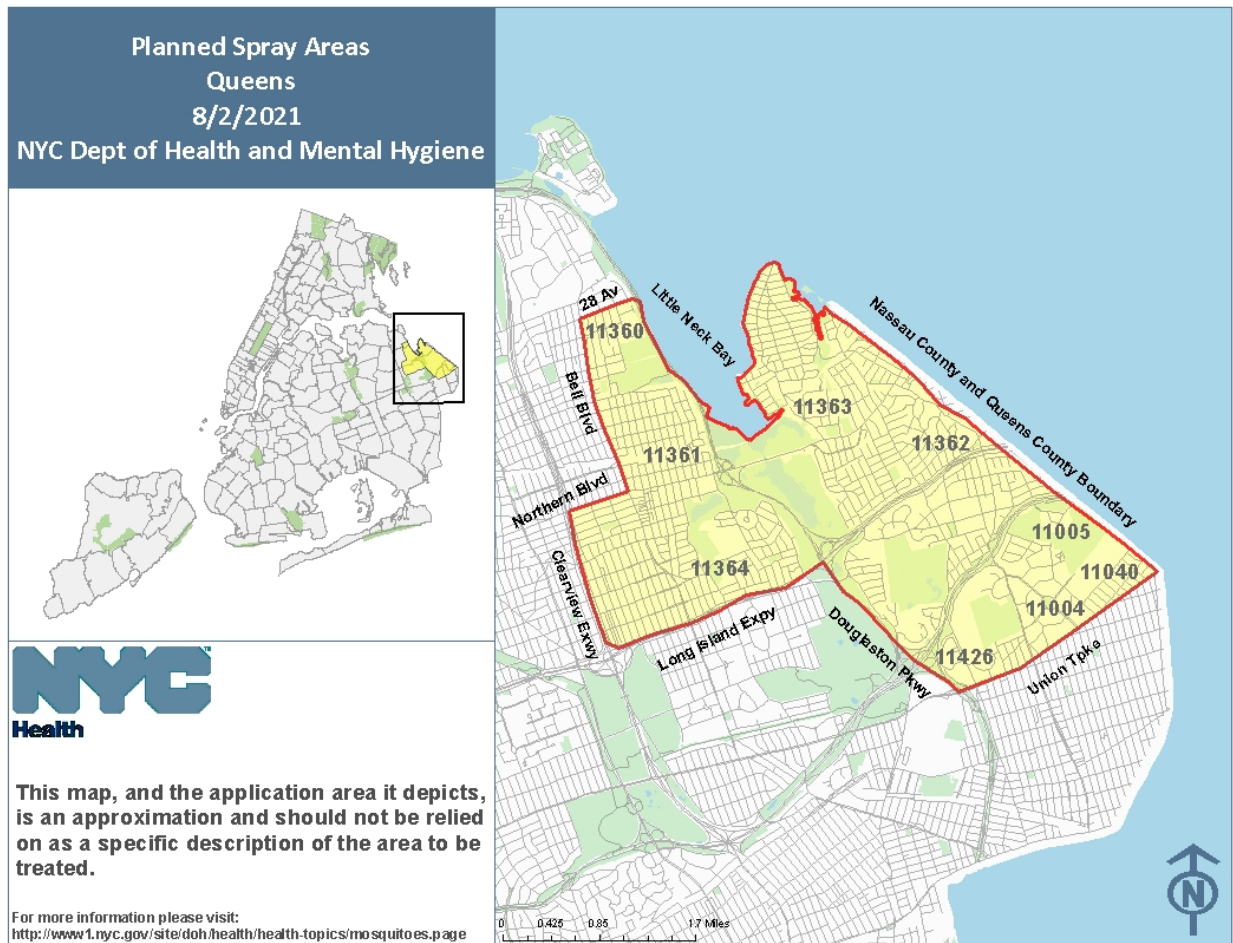 Planned Spray Areas
Queens
8/2/2021
NYC Dept of Health and Mental Hygiene
28 Av
Little Neck Bay
Nassau County and Queens County Boundary
11360
Bell Blvd
11363
11362
11361
Northern Blvd
11005
Clearview Exwy
11364
11040
11004
Long Island Expy
Douglaston Pkwy
11426
Union Tpke
NYC
Health
This map, and the application area it depicts,
is an approximation and should not be relied
on as a specific description of the area to be
treated.
For more information please visit:
http://www1.nyc.gov/site/doh/health/health-topics/mosquitoes.page
0 0.425 0.85 1.7 Miles
N